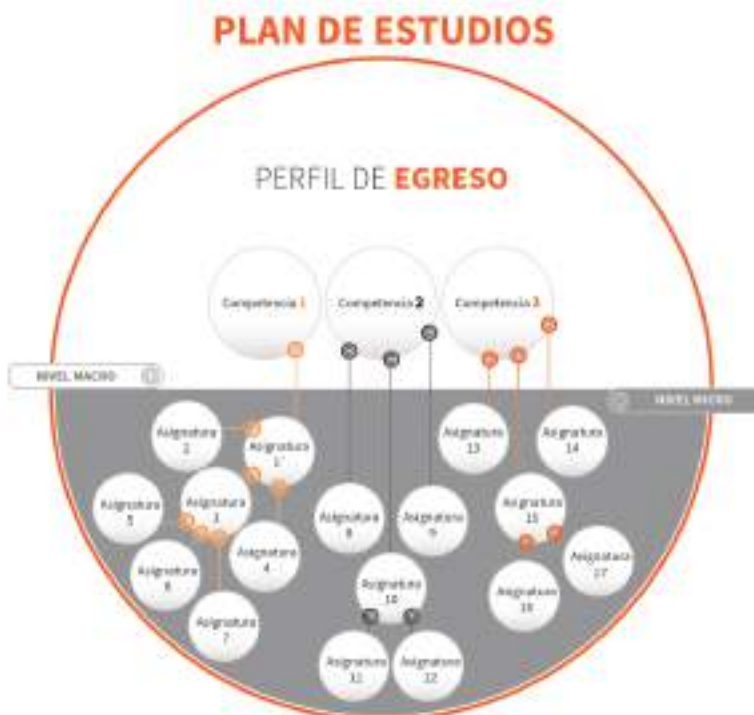 PLAN DE ESTUDIOS
PERFIL DE EGRESO
Competencia 1
Competencia 2
Competencia 3
NIVEL MACRO
NIVEL MICRO
Asignatura
2
Asignatura
1
Asignatura
13
Asignatura
14
Asignatura
5
Asignatura
3
Asignatura
8
Asignatura
9
Asignatura
15
Asignatura
6
Asignatura
4
Asignatura
10
Asignatura
16
Asignatura
17
Asignatura
7
Asignatura
11
Asignatura
12